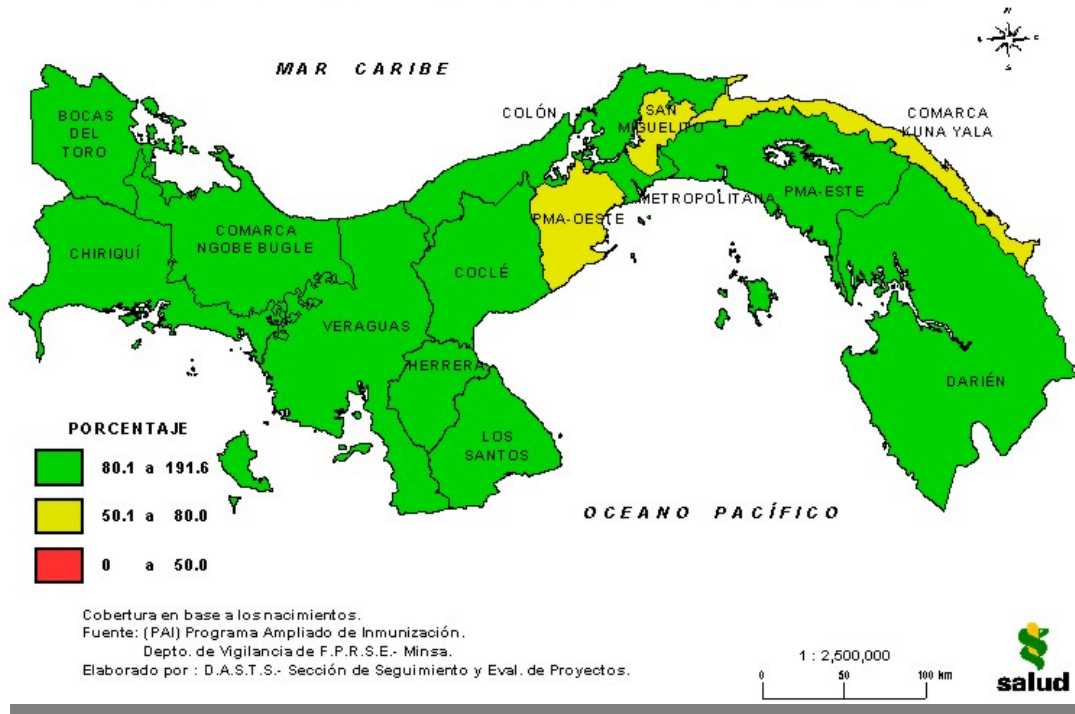 N
E
S
MAR CARIBE
BOCAS
DEL
TORO
COLÓN
SAN
MIGUELITO
COMARCA
KUNA YALA
METROPOLITANA
PMA-ESTE
PMA-OESTE
COMARCA
NGOBE BUGLE
CHIRIQUÍ
COCLÉ
VERAGUAS
HERRERA
DARIÉN
LOS
SANTOS
PORCENTAJE
80.1 a 191.6
50.1 a 80.0
0 a 50.0
OCEANO PACÍFICO
Cobertura en base a los nacimientos.
Fuente: (PAI) Programa Ampliado de Inmunización.
Depto. de Vigilancia de F.P.R.S.E.- Minsa.
Elaborado por : D.A.S.T.S.- Sección de Seguimiento y Eval. de Proyectos.
1 : 2,500,000
0 50 100 km
salud